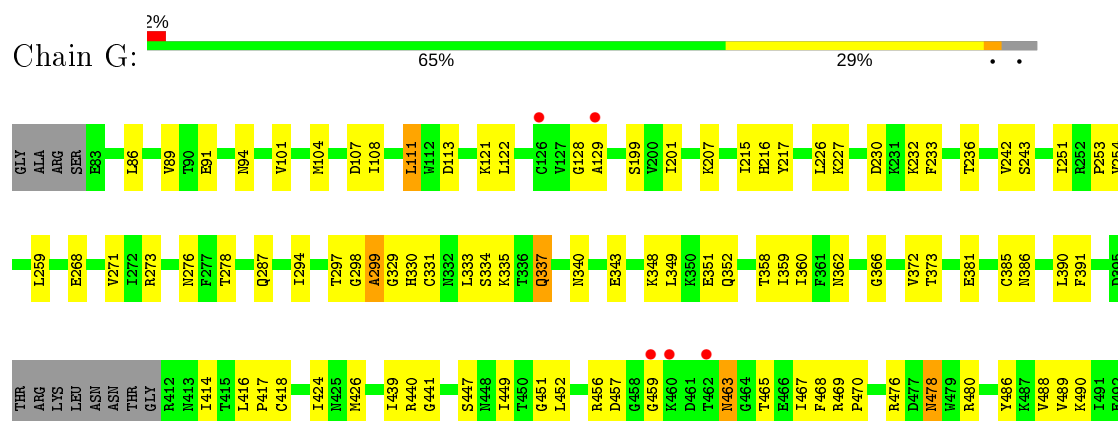 2%
Chain G:
65% 29% • •
GLY ALA ARG SER E83 L86 V89 T90 E91 N94 V101 M104 D107 I108 L111 W112 D113 K121 L122 C126 V127 G128 A129 S199 V200 I201 K207 I215 H216 Y217 L226 K227 D230 K231 K232 F233 T236 V242 S243 I251 R252 P253 V254
L259 E268 V271 I272 R273 N276 F277 T278 Q287 I294 T297 G298 A299 G329 H330 C331 N332 L333 S334 K335 T336 Q337 N340 E343 K348 L349 K350 E351 Q352 T358 I359 I360 F361 N362 G366 V372 T373 E381 C385 N386 L390 F391 D395
THR ARG LYS LEU ASN ASN THR GLY R412 N413 I414 T415 L416 P417 C418 I424 N425 M426 I439 R440 G441 S447 N448 I449 T450 G451 L452 R456 D457 G458 G459 K460 D461 T462 N463 G464 T465 E466 I467 F468 R469 P470 R476 D477 N478 W479 R480 Y486 K487 V488 V489 K490 I491 E492